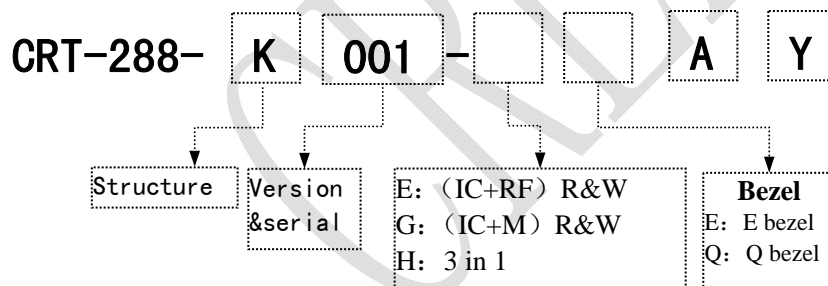 CRT-288- K 001 - A Y
Structure
Version
&serial
E：（IC+RF）R&W
G：（IC+M）R&W
H：3 in 1
Bezel
E：E bezel
Q：Q bezel